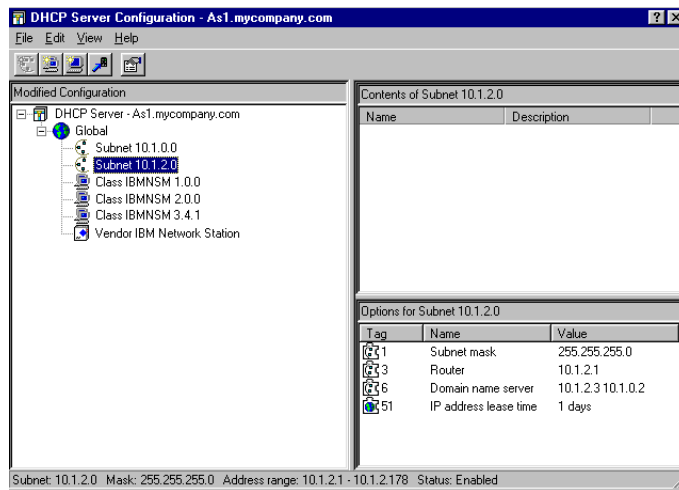 DHCP Server Configuration - As1.mycompany.com
File Edit View Help
Modified Configuration
DHCP Server - As1.mycompany.com
Global
Subnet 10.1.0.0
Subnet 10.1.2.0
Class IBMNSM 1.0.0
Class IBMNSM 2.0.0
Class IBMNSM 3.4.1
Vendor IBM Network Station
Contents of Subnet 10.1.2.0
Name Description
Options for Subnet 10.1.2.0
Tag Name Value
1 Subnet mask 255.255.255.0
3 Router 10.1.2.1
6 Domain name server 10.1.2.3 10.1.0.2
51 IP address lease time 1 days
Subnet: 10.1.2.0 Mask: 255.255.255.0 Address range: 10.1.2.1 - 10.1.2.178 Status: Enabled